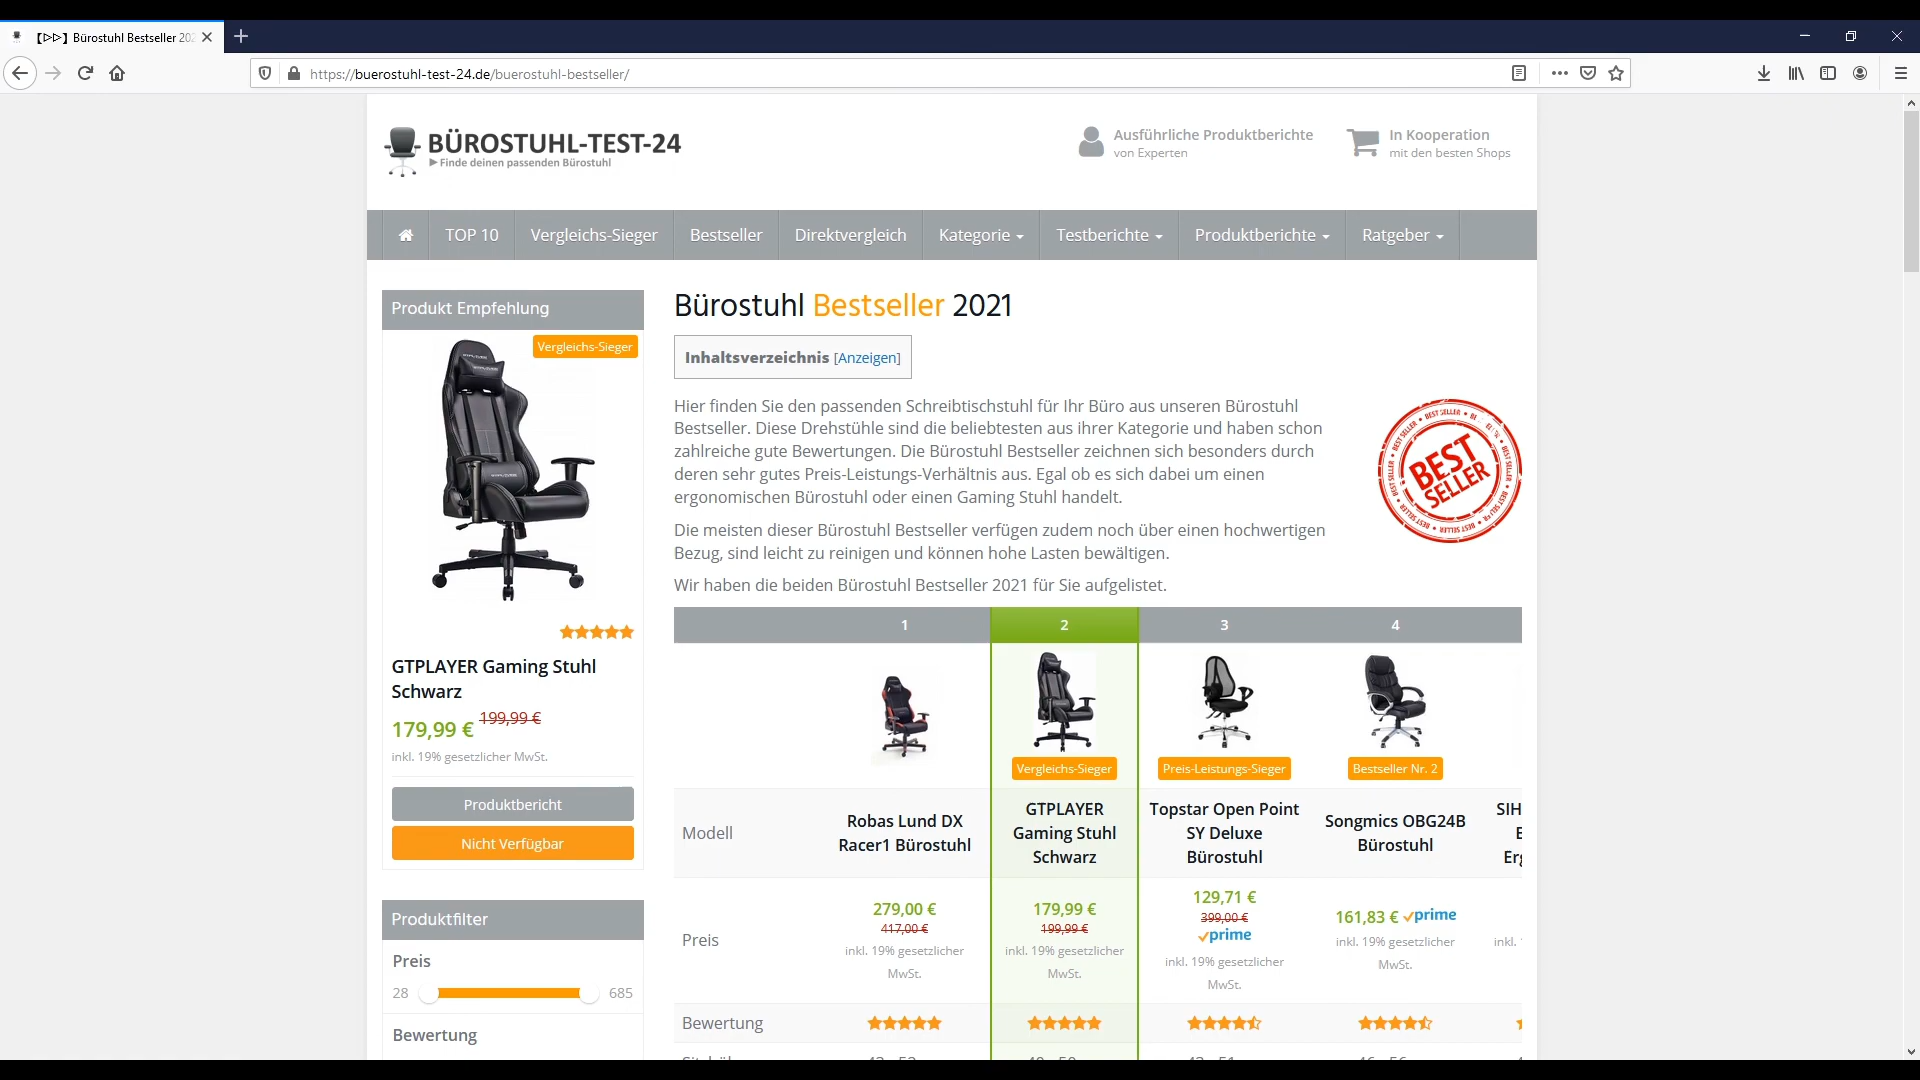 【▷▷】Bürostuhl Bestseller 202
https://buerostuhl-test-24.de/buerostuhl-bestseller/
BÜROSTUHL-TEST-24
Finde deinen passenden Bürostuhl
Ausführliche Produktberichte
von Experten
In Kooperation
mit den besten Shops
TOP 10 Vergleichs-Sieger Bestseller Direktvergleich Kategorie Testberichte Produktberichte Ratgeber
Produkt Empfehlung
Vergleichs-Sieger
GTPLAYER Gaming Stuhl
Schwarz
179,99 € 199,99 €
inkl. 19% gesetzlicher MwSt.
Produktbericht
Nicht Verfügbar
Produktfilter
Preis
28 685
Bewertung
Bürostuhl Bestseller 2021
Inhaltsverzeichnis [Anzeigen]
Hier finden Sie den passenden Schreibtischstuhl für Ihr Büro aus unseren Bürostuhl
Bestseller. Diese Drehstühle sind die beliebtesten aus ihrer Kategorie und haben schon
zahlreiche gute Bewertungen. Die Bürostuhl Bestseller zeichnen sich besonders durch
deren sehr gutes Preis-Leistungs-Verhältnis aus. Egal ob es sich dabei um einen
ergonomischen Bürostuhl oder einen Gaming Stuhl handelt.
BEST
SELLER
Die meisten dieser Bürostuhl Bestseller verfügen zudem noch über einen hochwertigen
Bezug, sind leicht zu reinigen und können hohe Lasten bewältigen.
Wir haben die beiden Bürostuhl Bestseller 2021 für Sie aufgelistet.
1 2 3 4
Vergleichs-Sieger Preis-Leistungs-Sieger Bestseller Nr. 2
Modell
Robas Lund DX
Racer1 Bürostuhl
GTPLAYER
Gaming Stuhl
Schwarz
Topstar Open Point
SY Deluxe
Bürostuhl
Songmics OBG24B
Bürostuhl
SIH
E
Erg
Preis
279,00 €
417,00 €
inkl. 19% gesetzlicher
MwSt.
179,99 €
199,99 €
inkl. 19% gesetzlicher
MwSt.
129,71 €
399,00 €
prime
inkl. 19% gesetzlicher
MwSt.
161,83 € prime
inkl. 19% gesetzlicher
MwSt.
inkl.
Bewertung